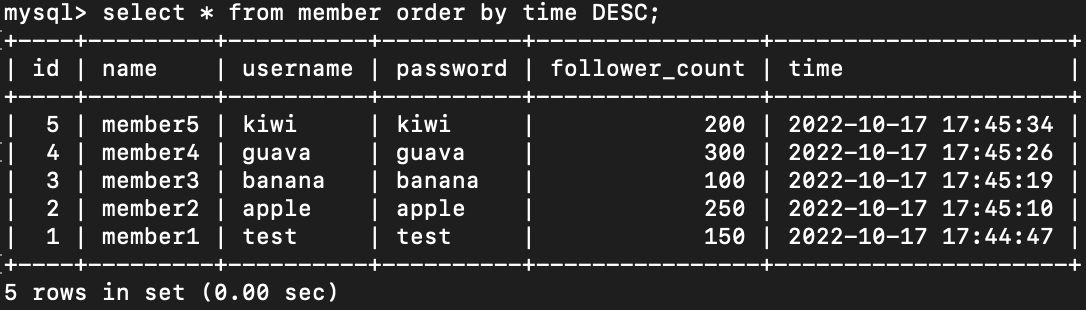 mysql> select * from member order by time DESC;
+----+---------+----------+----------+----------------+---------------------+
| id | name    | username | password | follower_count | time                |
+----+---------+----------+----------+----------------+---------------------+
|  5 | member5 | kiwi     | kiwi     |            200 | 2022-10-17 17:45:34 |
|  4 | member4 | guava    | guava    |            300 | 2022-10-17 17:45:26 |
|  3 | member3 | banana   | banana   |            100 | 2022-10-17 17:45:19 |
|  2 | member2 | apple    | apple    |            250 | 2022-10-17 17:45:10 |
|  1 | member1 | test     | test     |            150 | 2022-10-17 17:44:47 |
+----+---------+----------+----------+----------------+---------------------+
5 rows in set (0.00 sec)